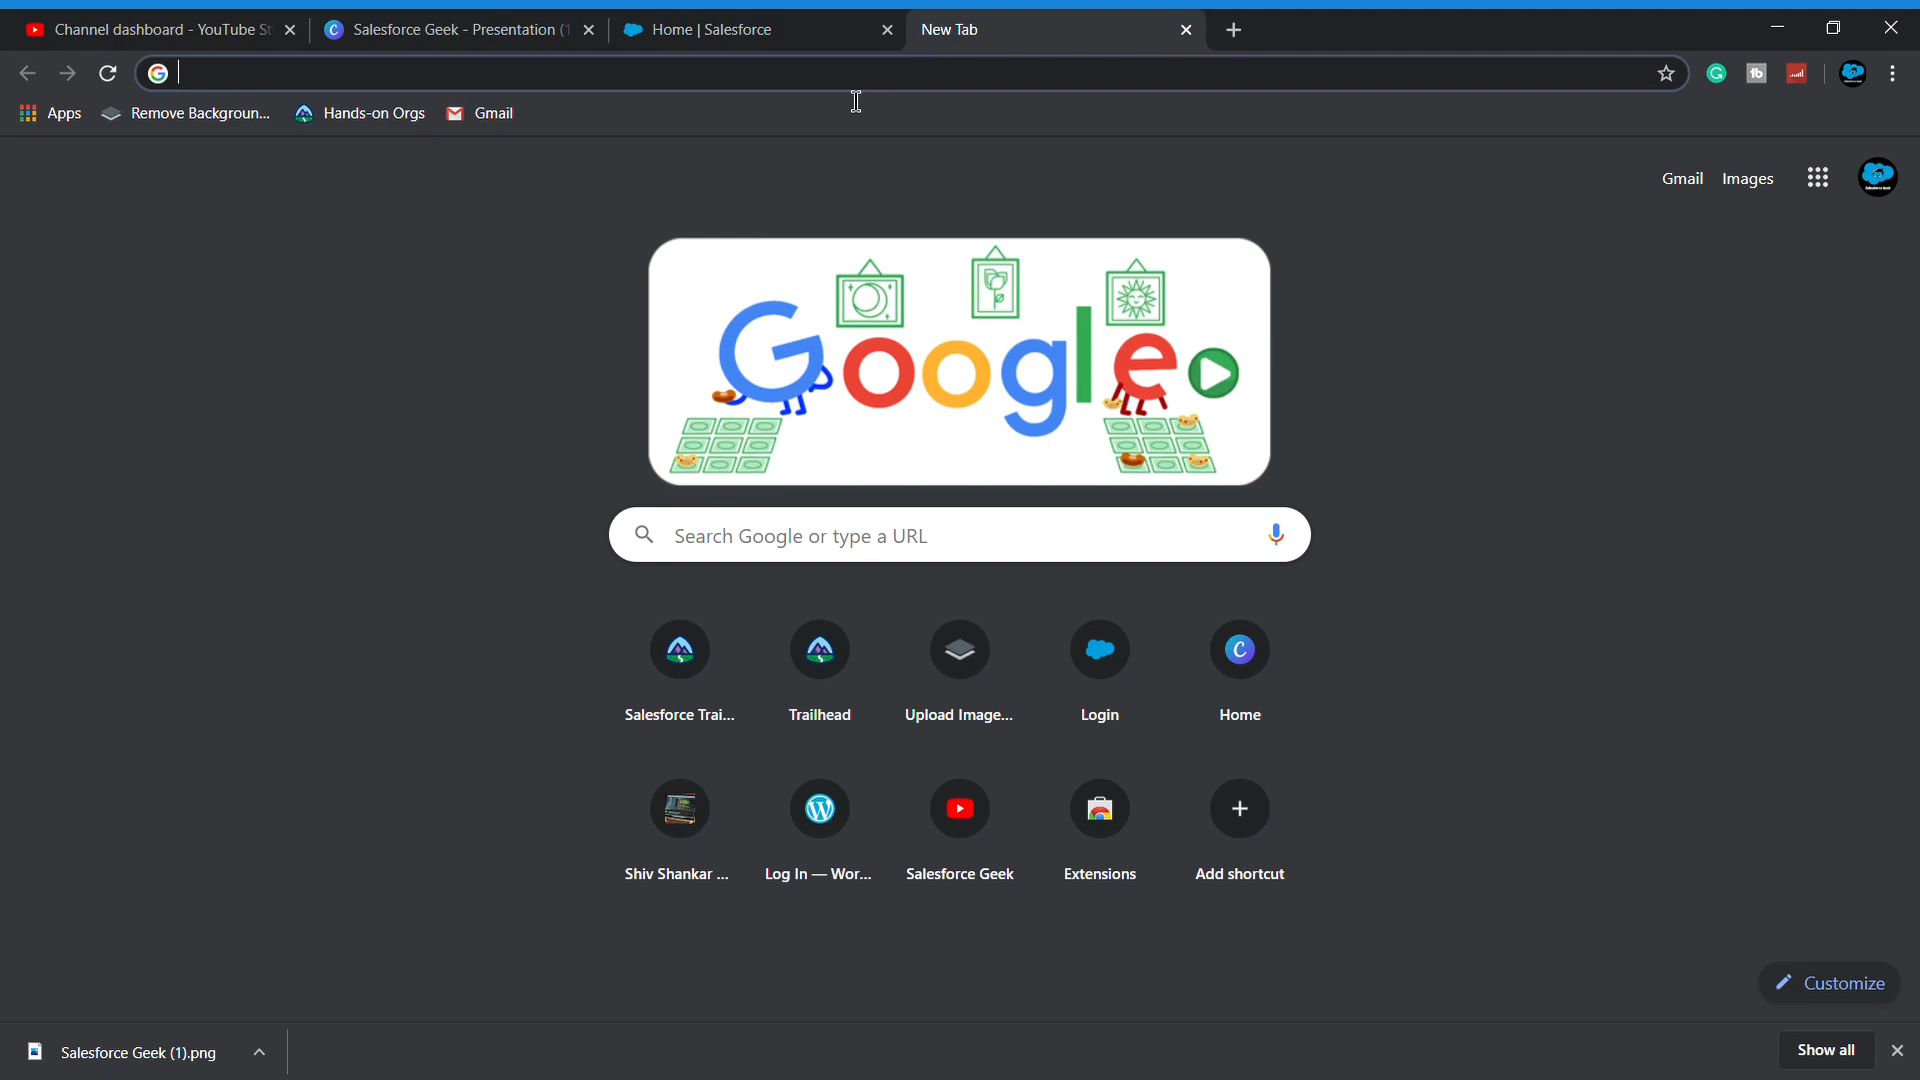 Channel dashboard - YouTube St
Salesforce Geek - Presentation (1
Home | Salesforce
New Tab
Apps
Remove Backgroun...
Hands-on Orgs
Gmail
Gmail
Images
Google
Search Google or type a URL
Salesforce Trai...
Trailhead
Upload Image...
Login
Home
Shiv Shankar ...
Log In — Wor...
Salesforce Geek
Extensions
Add shortcut
Customize
Salesforce Geek (1).png
Show all